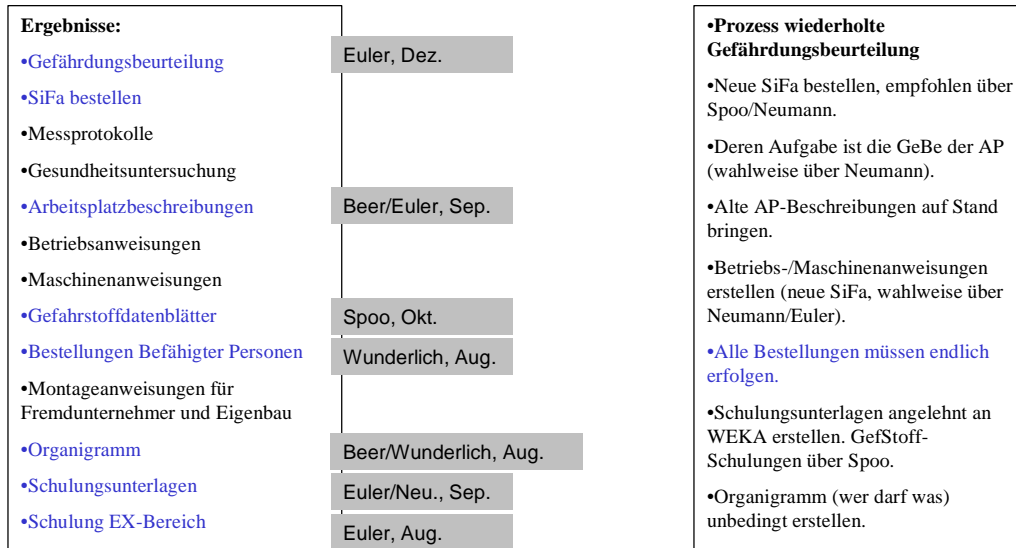 Ergebnisse:
•Gefährdungsbeurteilung
Euler, Dez.
•SiFa bestellen
•Messprotokolle
•Gesundheitsuntersuchung
•Arbeitsplatzbeschreibungen
Beer/Euler, Sep.
•Betriebsanweisungen
•Maschinenanweisungen
•Gefahrstoffdatenblätter
Spoo, Okt.
•Bestellungen Befähigter Personen
Wunderlich, Aug.
•Montageanweisungen für
Fremdunternehmer und Eigenbau
•Organigramm
Beer/Wunderlich, Aug.
•Schulungsunterlagen
Euler/Neu., Sep.
•Schulung EX-Bereich
Euler, Aug.
•Prozess wiederholte
Gefährdungsbeurteilung
•Neue SiFa bestellen, empfohlen über
Spoo/Neumann.
•Deren Aufgabe ist die GeBe der AP
(wahlweise über Neumann).
•Alte AP-Beschreibungen auf Stand
bringen.
•Betriebs-/Maschinenanweisungen
erstellen (neue SiFa, wahlweise über
Neumann/Euler).
•Alle Bestellungen müssen endlich
erfolgen.
•Schulungsunterlagen angelehnt an
WEKA erstellen. GefStoff-
Schulungen über Spoo.
•Organigramm (wer darf was)
unbedingt erstellen.